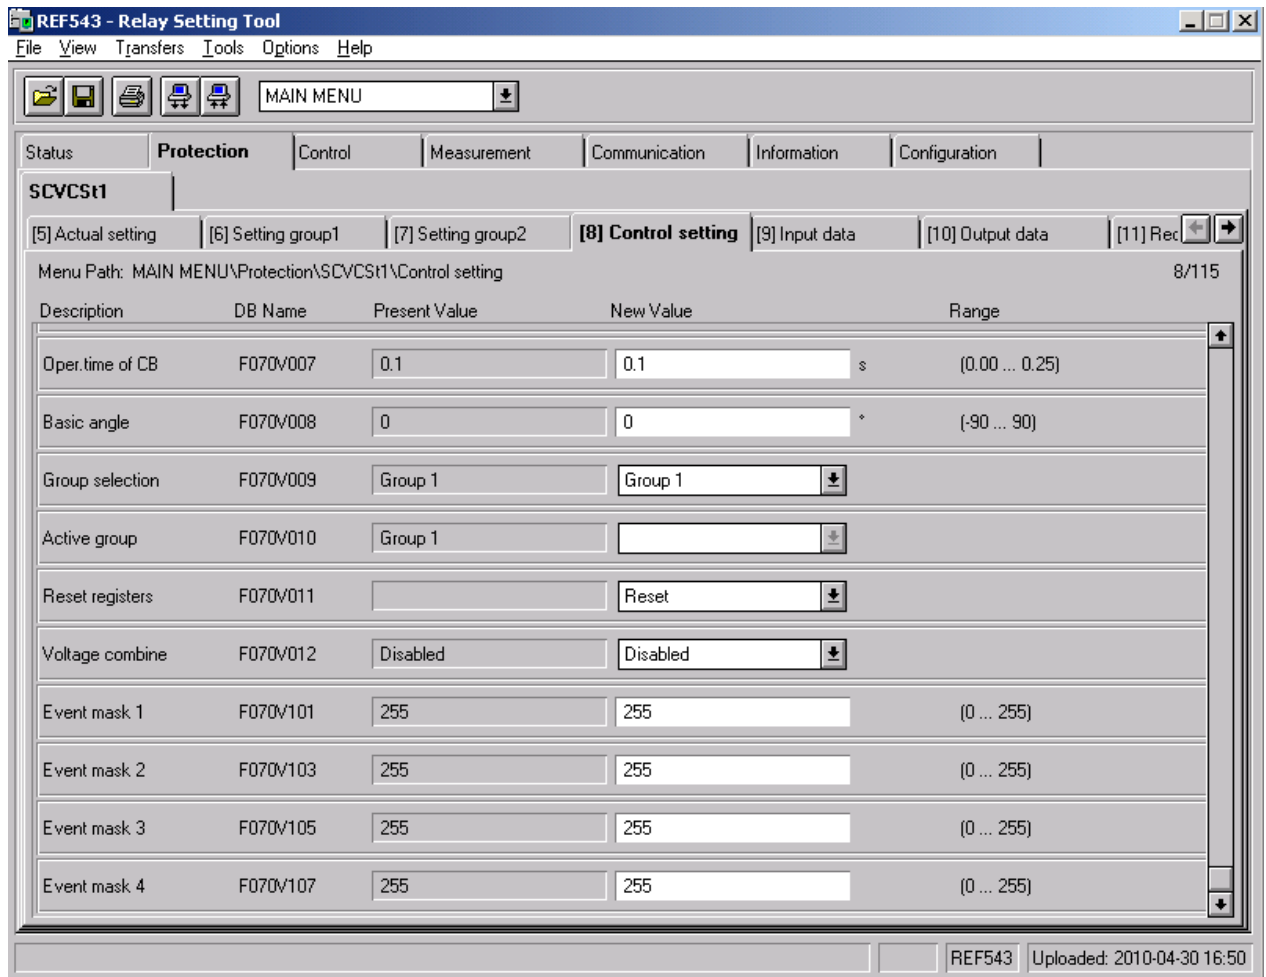 REF543 - Relay Setting Tool
File View Transfers Tools Options Help
MAIN MENU
Status Protection Control Measurement Communication Information Configuration
SCVCSt1
[5] Actual setting [6] Setting group1 [7] Setting group2 [8] Control setting [9] Input data [10] Output data [11] Rec
Menu Path: MAIN MENU\Protection\SCVCSt1\Control setting 8/115
Description DB Name Present Value New Value Range
Oper.time of CB F070V007 0.1 0.1 s (0.00 ... 0.25)
Basic angle F070V008 0 0 ° (-90 ... 90)
Group selection F070V009 Group 1 Group 1
Active group F070V010 Group 1
Reset registers F070V011 Reset
Voltage combine F070V012 Disabled Disabled
Event mask 1 F070V101 255 255 (0 ... 255)
Event mask 2 F070V103 255 255 (0 ... 255)
Event mask 3 F070V105 255 255 (0 ... 255)
Event mask 4 F070V107 255 255 (0 ... 255)
REF543 Uploaded: 2010-04-30 16:50